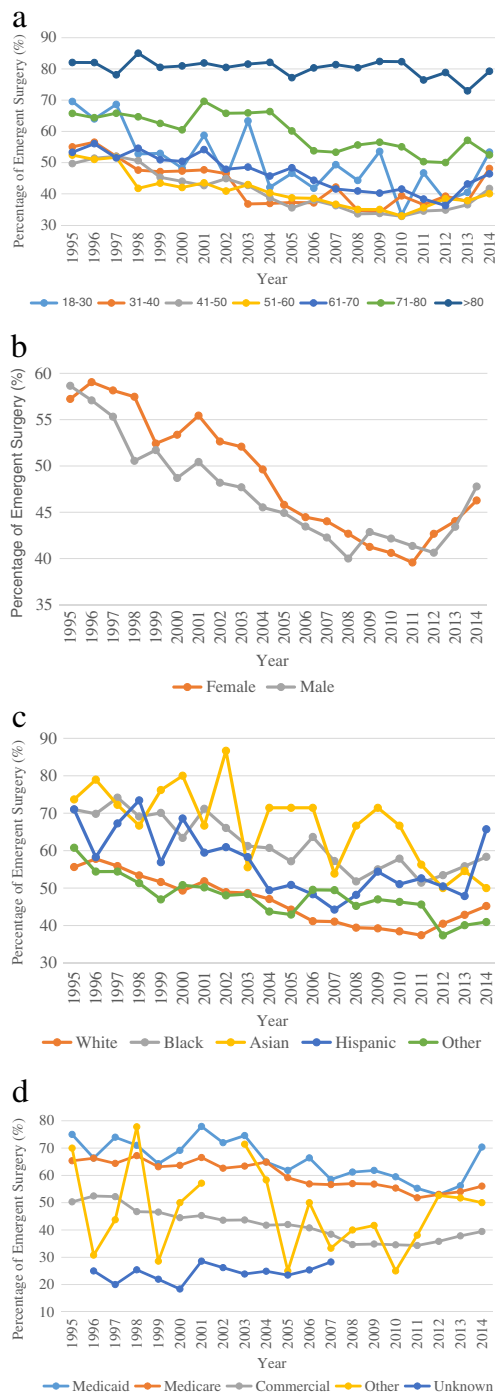 a
Percentage of Emergent Surgery (%)
90
80
70
60
50
40
30
1995 1996 1997 1998 1999 2000 2001 2002 2003 2004 2005 2006 2007 2008 2009 2010 2011 2012 2013 2014
Year
18-30 31-40 41-50 51-60 61-70 71-80 >80
b
Percentage of Emergent Surgery (%)
60
55
50
45
40
35
1995 1996 1997 1998 1999 2000 2001 2002 2003 2004 2005 2006 2007 2008 2009 2010 2011 2012 2013 2014
Year
Female Male
c
Percentage of Emergent Surgery (%)
90
80
70
60
50
40
30
1995 1996 1997 1998 1999 2000 2001 2002 2003 2004 2005 2006 2007 2008 2009 2010 2011 2012 2013 2014
Year
White Black Asian Hispanic Other
d
Percentage of Emergent Surgery (%)
80
70
60
50
40
30
20
10
1995 1996 1997 1998 1999 2000 2001 2002 2003 2004 2005 2006 2007 2008 2009 2010 2011 2012 2013 2014
Year
Medicaid Medicare Commercial Other Unknown